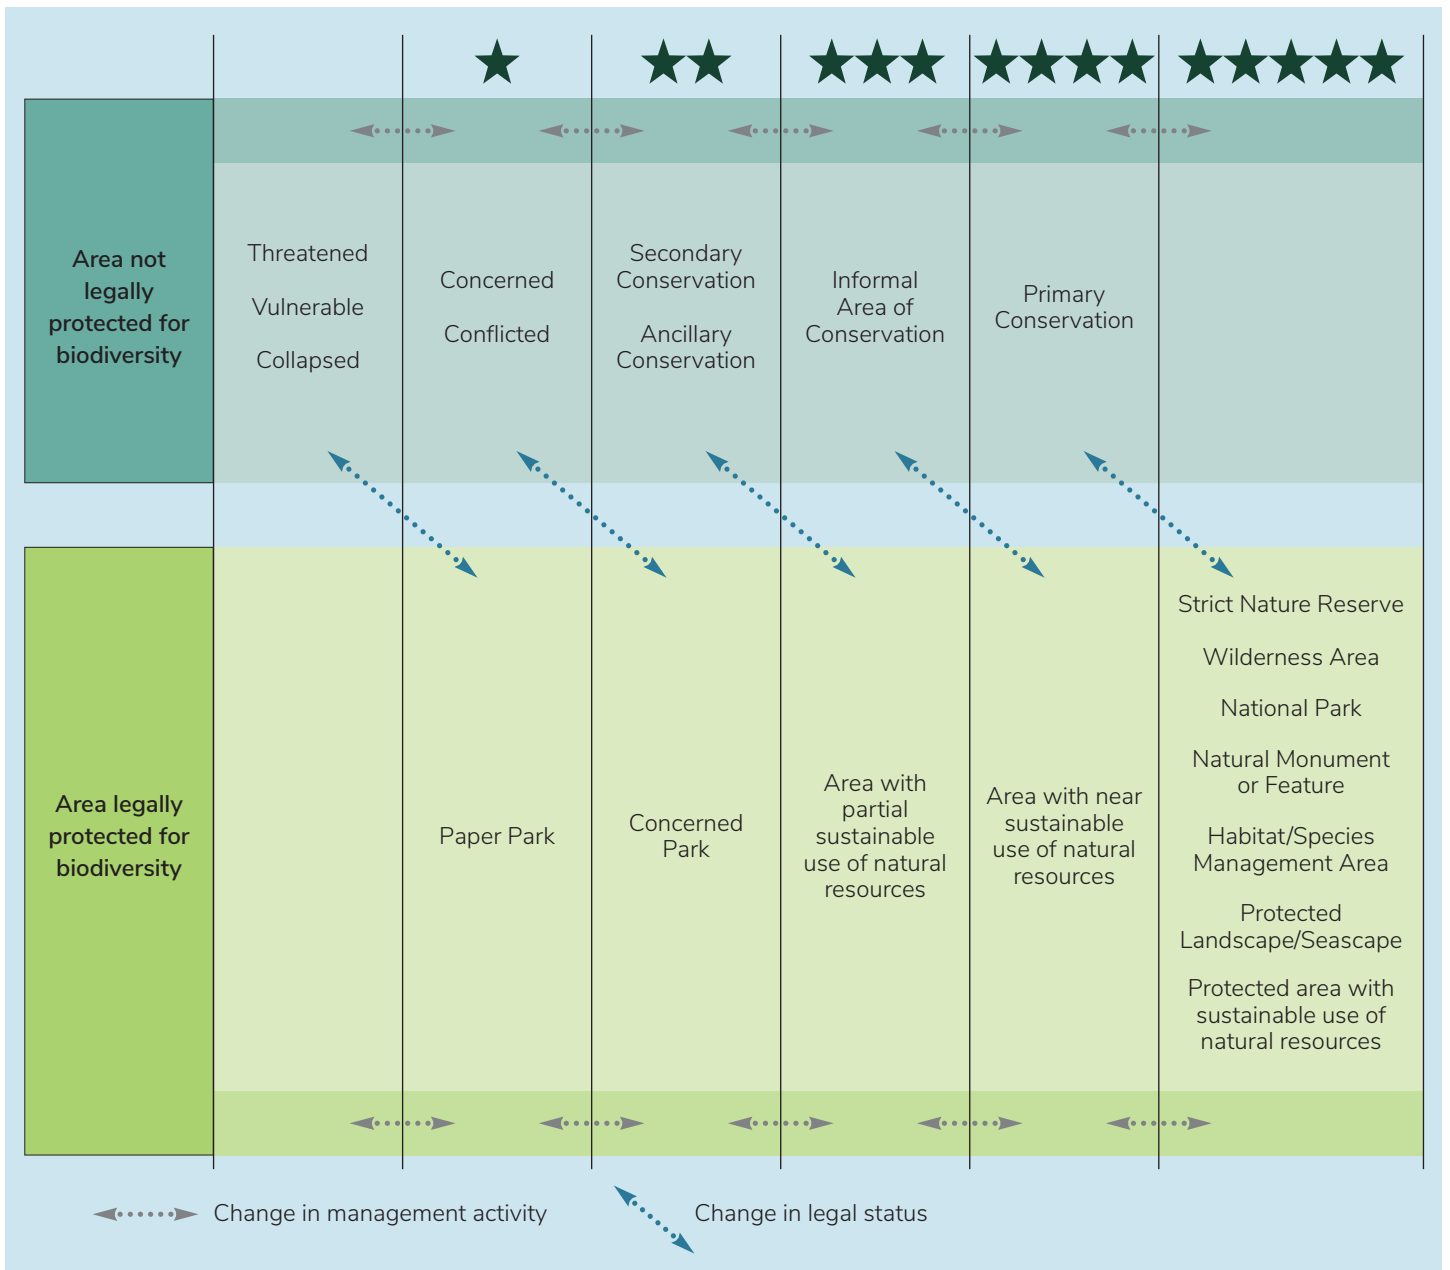 Area not
legally
protected for
biodiversity
Threatened
Vulnerable
Collapsed
Concerned
Conflicted
Secondary
Conservation
Ancillary
Conservation
Informal
Area of
Conservation
Primary
Conservation
Area legally
protected for
biodiversity
Paper Park
Concerned
Park
Area with
partial
sustainable
use of natural
resources
Area with near
sustainable
use of natural
resources
Strict Nature Reserve
Wilderness Area
National Park
Natural Monument
or Feature
Habitat/Species
Management Area
Protected
Landscape/Seascape
Protected area with
sustainable use of
natural resources
Change in management activity
Change in legal status